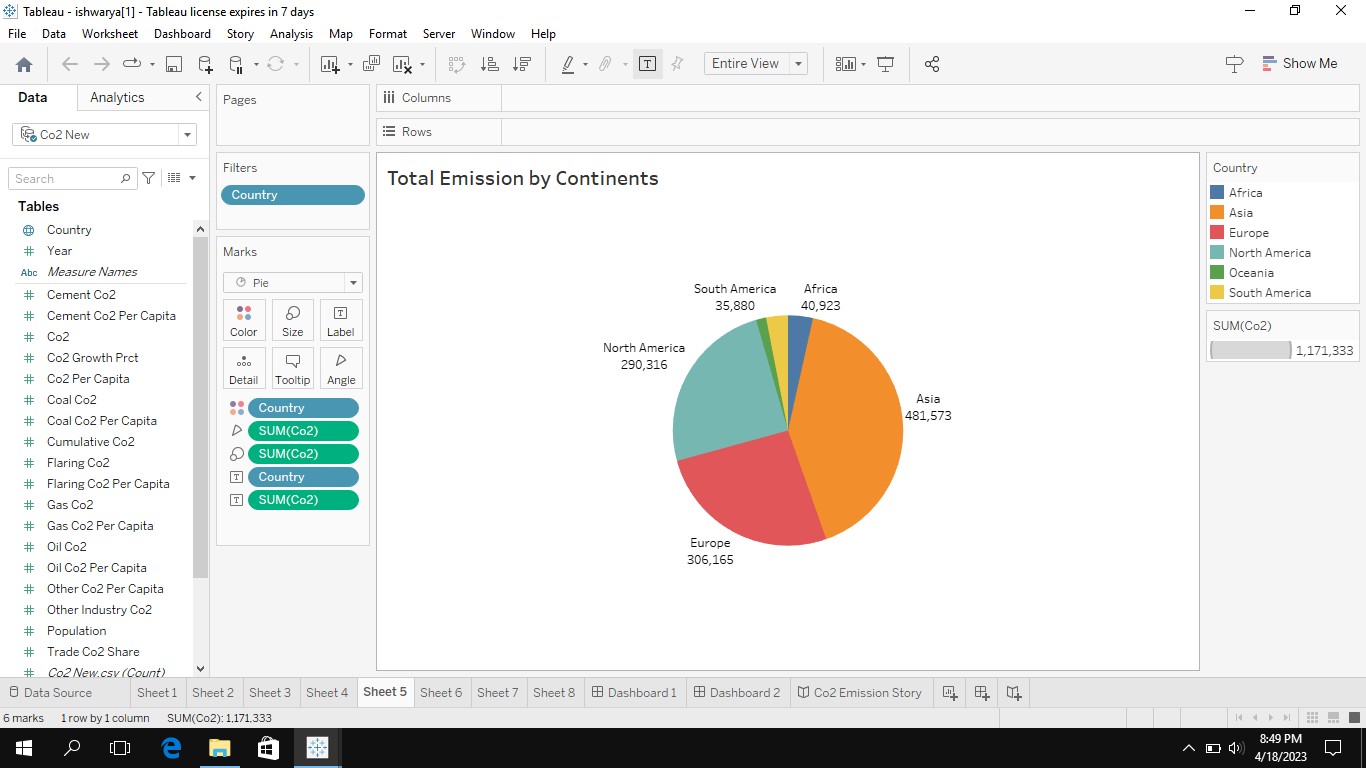 Tableau - ishwarya[1] - Tableau license expires in 7 days
File Data Worksheet Dashboard Story Analysis Map Format Server Window Help
Entire View
Show Me
Data Analytics
Co2 New
Search
Tables
Country
Year
Abc Measure Names
Cement Co2
Cement Co2 Per Capita
Co2
Co2 Growth Prct
Co2 Per Capita
Coal Co2
Coal Co2 Per Capita
Cumulative Co2
Flaring Co2
Flaring Co2 Per Capita
Gas Co2
Gas Co2 Per Capita
Oil Co2
Oil Co2 Per Capita
Other Co2 Per Capita
Other Industry Co2
Population
Trade Co2 Share
Co2 New.csv (Count)
Pages
Filters
Country
Marks
Pie
Color Size Label
Detail Tooltip Angle
Country
SUM(Co2)
SUM(Co2)
Country
SUM(Co2)
Columns
Rows
Total Emission by Continents
South America
35,880
Africa
40,923
North America
290,316
Asia
481,573
Europe
306,165
Country
Africa
Asia
Europe
North America
Oceania
South America
SUM(Co2)
1,171,333
Data Source Sheet 1 Sheet 2 Sheet 3 Sheet 4 Sheet 5 Sheet 6 Sheet 7 Sheet 8 Dashboard 1 Dashboard 2 Co2 Emission Story
6 marks 1 row by 1 column SUM(Co2): 1,171,333
8:49 PM
4/18/2023